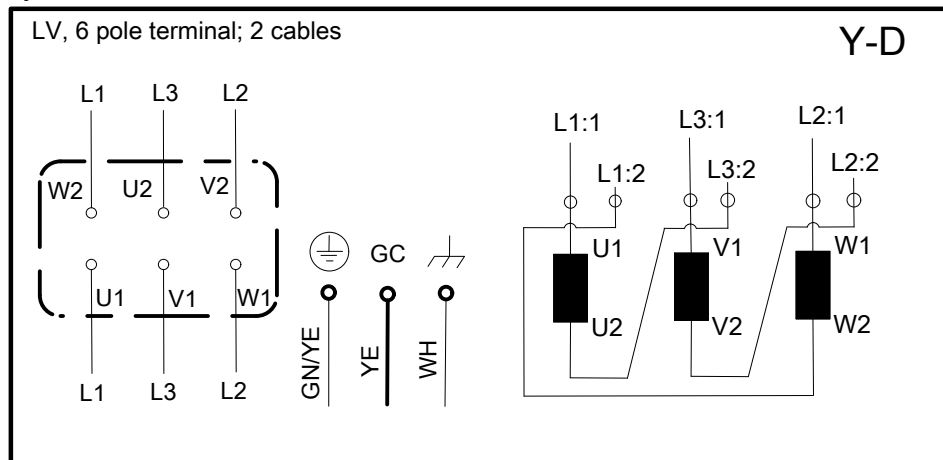 LV, 6 pole terminal; 2 cables
Y-D
L1 L3 L2
W2 U2 V2
U1 V1 W1
L1 L3 L2
GC
GN/YE
YE
WH
L1:1 L3:1 L2:1
L1:2 L3:2 L2:2
U1 V1 W1
U2 V2 W2